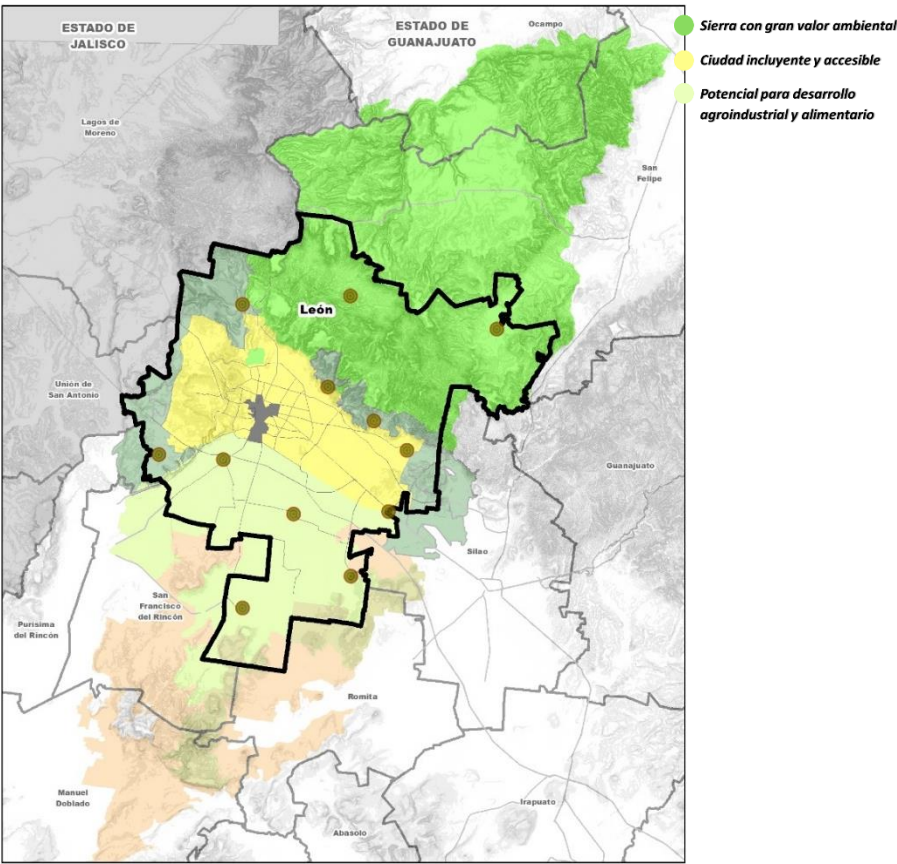 ESTADO DE
JALISCO
ESTADO DE
GUANAJUATO
Ocampo
Sierra con gran valor ambiental
Ciudad incluyente y accesible
Potencial para desarrollo
agroindustrial y alimentario
Lagos de
Moreno
San
Felipe
León
Unión de
San Antonio
Guanajuato
Silao
San
Francisco
del Rincón
Purísima
del Rincón
Romita
Manuel
Doblado
Irapuato
Abasolo